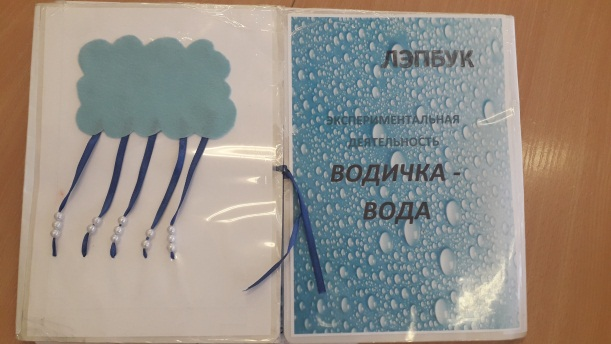 ЛЭПБУК
ЭКСПЕРИМЕНТАЛЬНАЯ
ДЕЯТЕЛЬНОСТЬ
ВОДИЧКА -
ВОДА